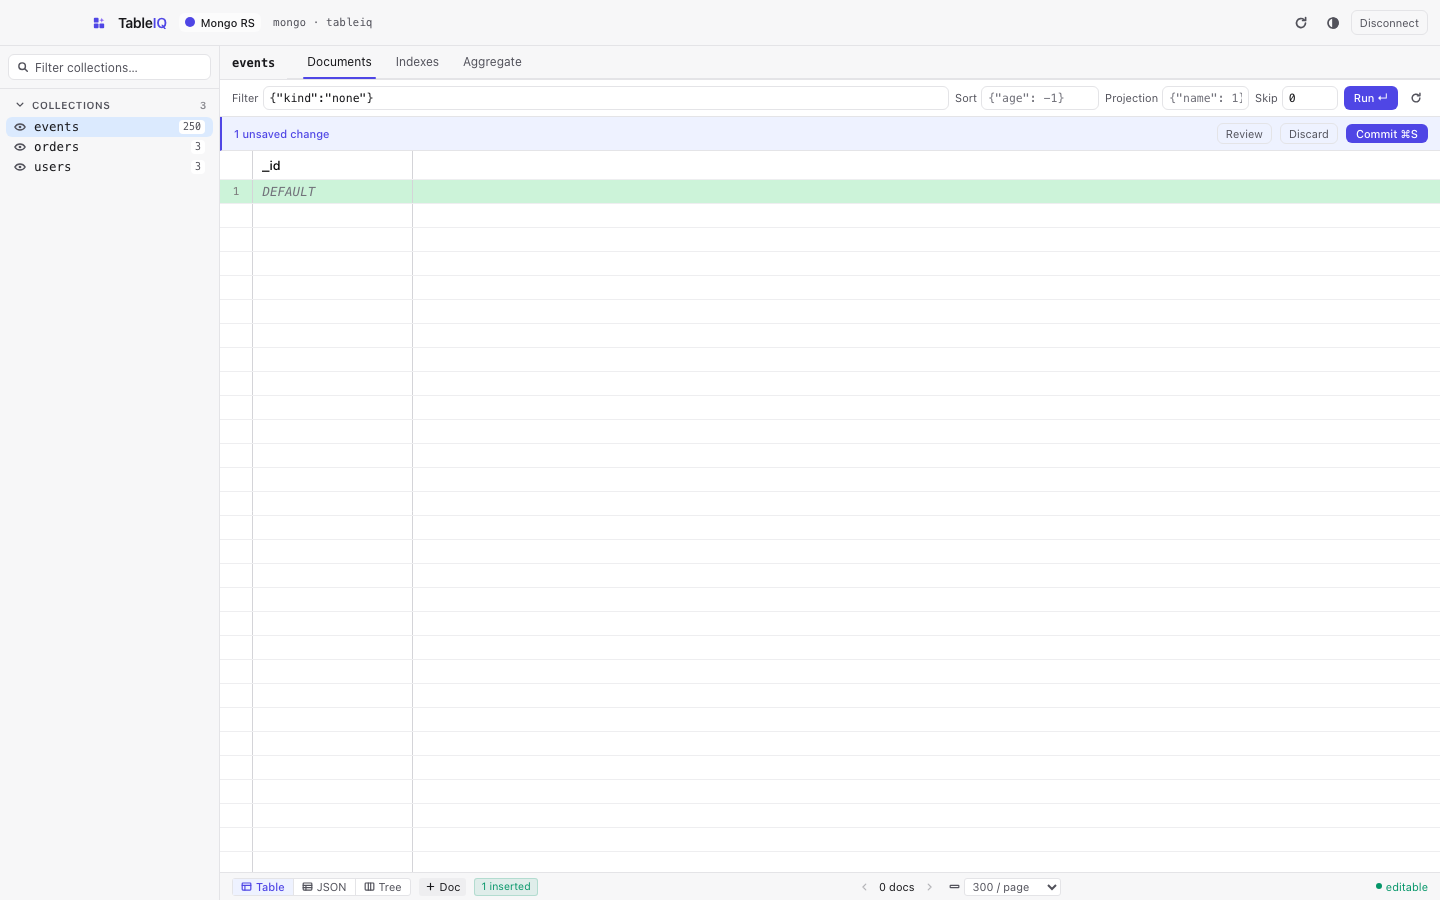 TableIQ Mongo RS mongo · tableiq Disconnect
Filter collections…
COLLECTIONS 3
events 250
orders 3
users 3
events Documents Indexes Aggregate
Filter {"kind":"none"} Sort {"age": −1} Projection {"name": 1} Skip 0 Run ↵
1 unsaved change Review Discard Commit ⌘S
_id
1 DEFAULT
Table JSON Tree + Doc 1 inserted 0 docs 300 / page editable